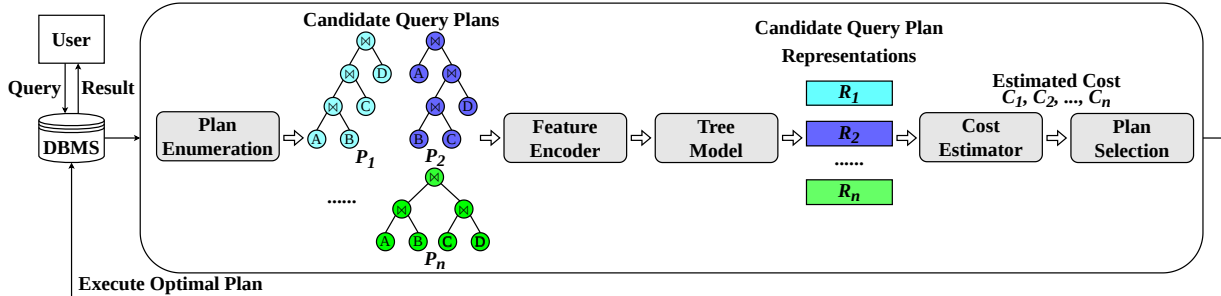 User
Query
Result
DBMS
Execute Optimal Plan
Plan
Enumeration
Candidate Query Plans
⋈
⋈
D
⋈
C
A
B
P1
⋈
A
⋈
⋈
D
B
C
P2
......
⋈
⋈
⋈
A
B
C
D
Pn
Feature
Encoder
Tree
Model
Candidate Query Plan
Representations
R1
R2
......
Rn
Cost
Estimator
Estimated Cost
C1, C2, ..., Cn
Plan
Selection